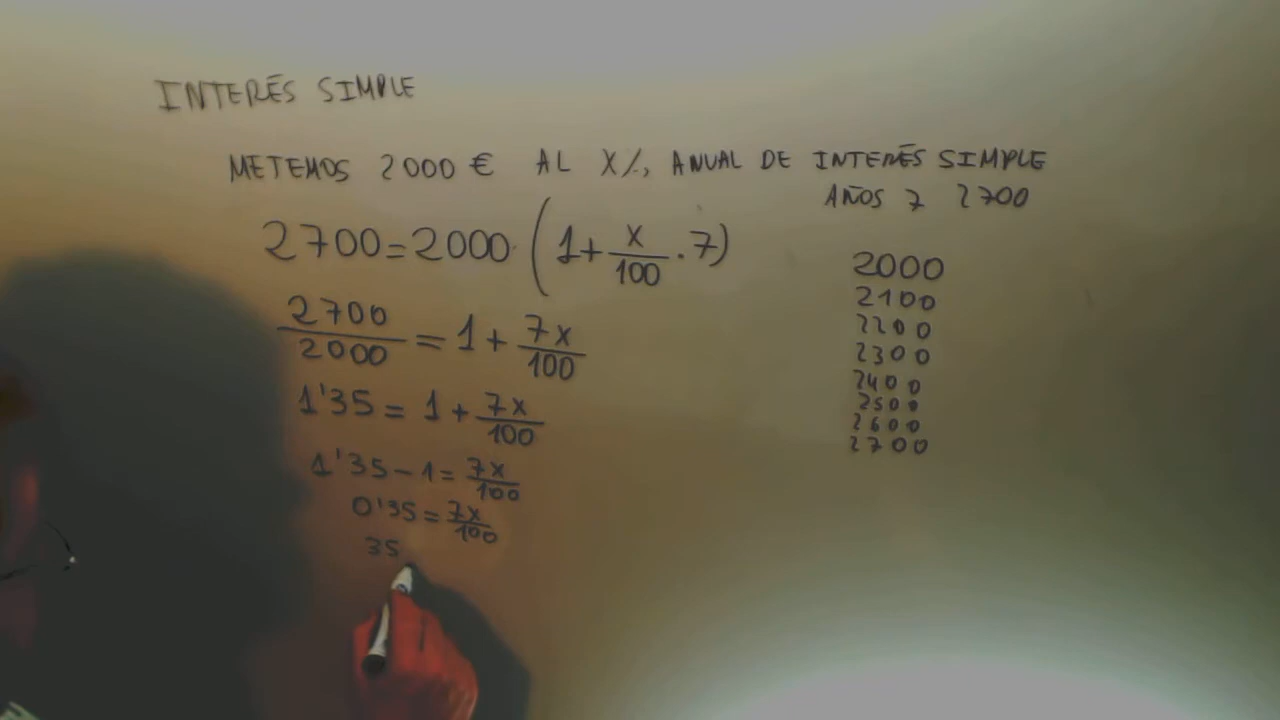 INTERÉS SIMPLE
METEMOS 2000 € AL X%, ANUAL DE INTERÉS SIMPLE
AÑOS 7 2700
2700=2000·(1+x/100·7)
2700/2000=1+7x/100
1'35=1+7x/100
1'35-1=7x/100
0'35=7x/100
35
2000
2100
2200
2300
2400
2500
2600
2700